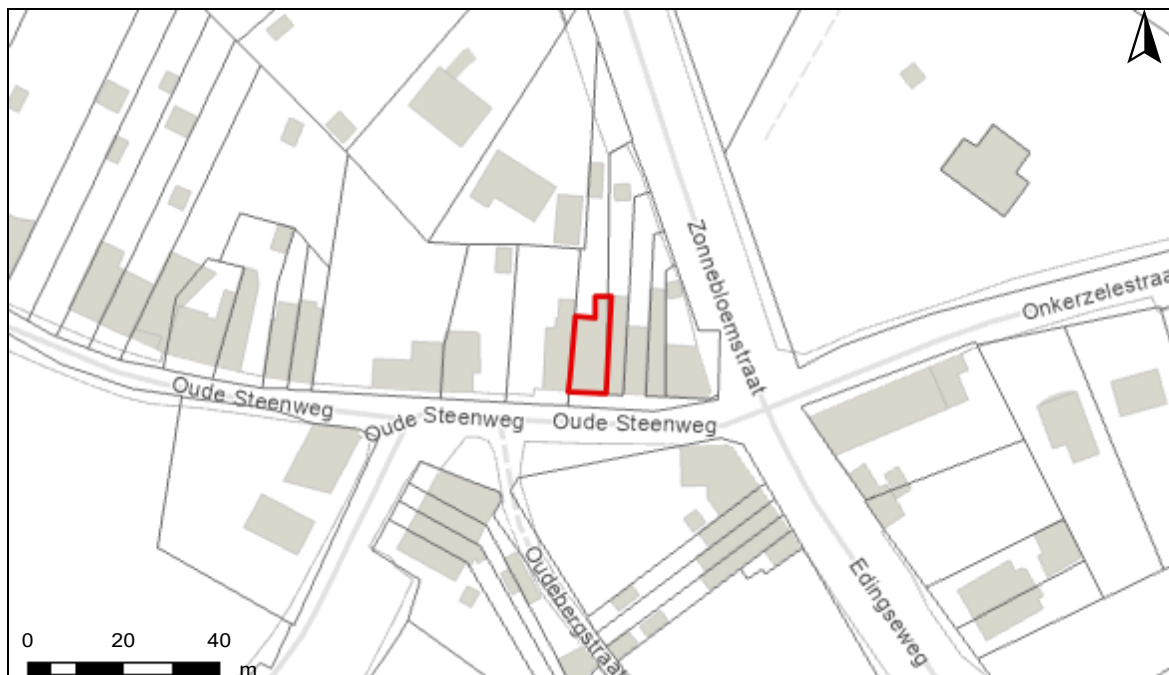 Zonnebloemstraat
Onkerzelestraa
Oude Steenweg
Oude Steenweg
Oude Steenweg
Oudebergstraat
Edingseweg
0 20 40
m